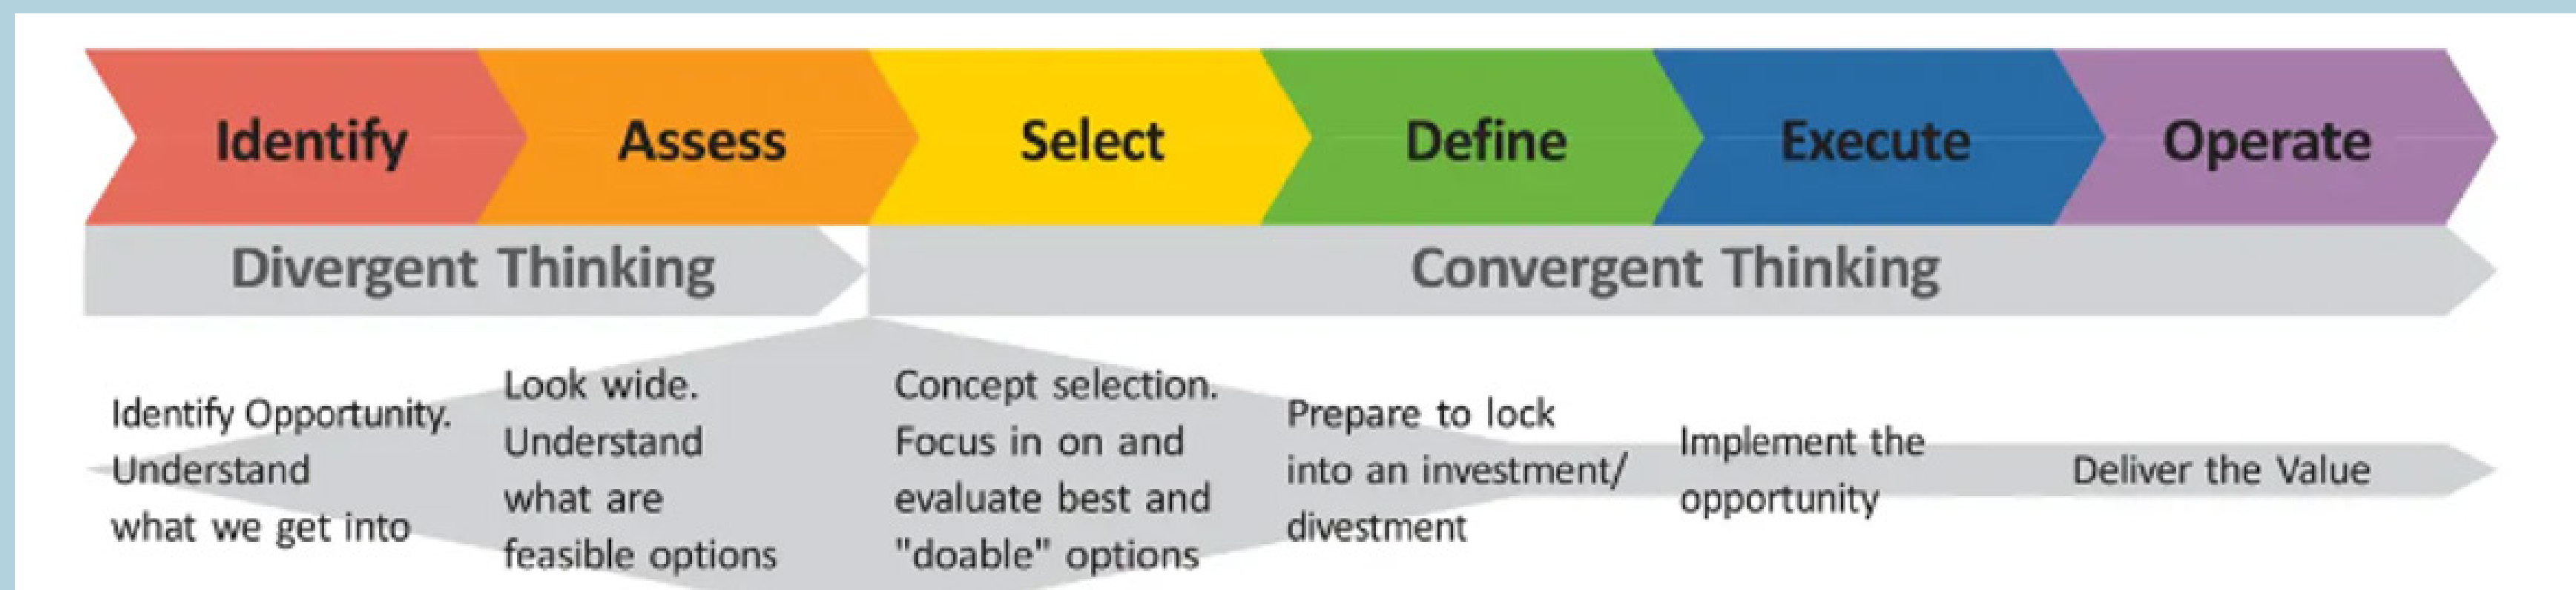 Identify
Assess
Select
Define
Execute
Operate
Divergent Thinking
Convergent Thinking
Identify Opportunity.
Understand
what we get into
Look wide.
Understand
what are
feasible options
Concept selection.
Focus in on and
evaluate best and
"doable" options
Prepare to lock
into an investment/
divestment
Implement the
opportunity
Deliver the Value